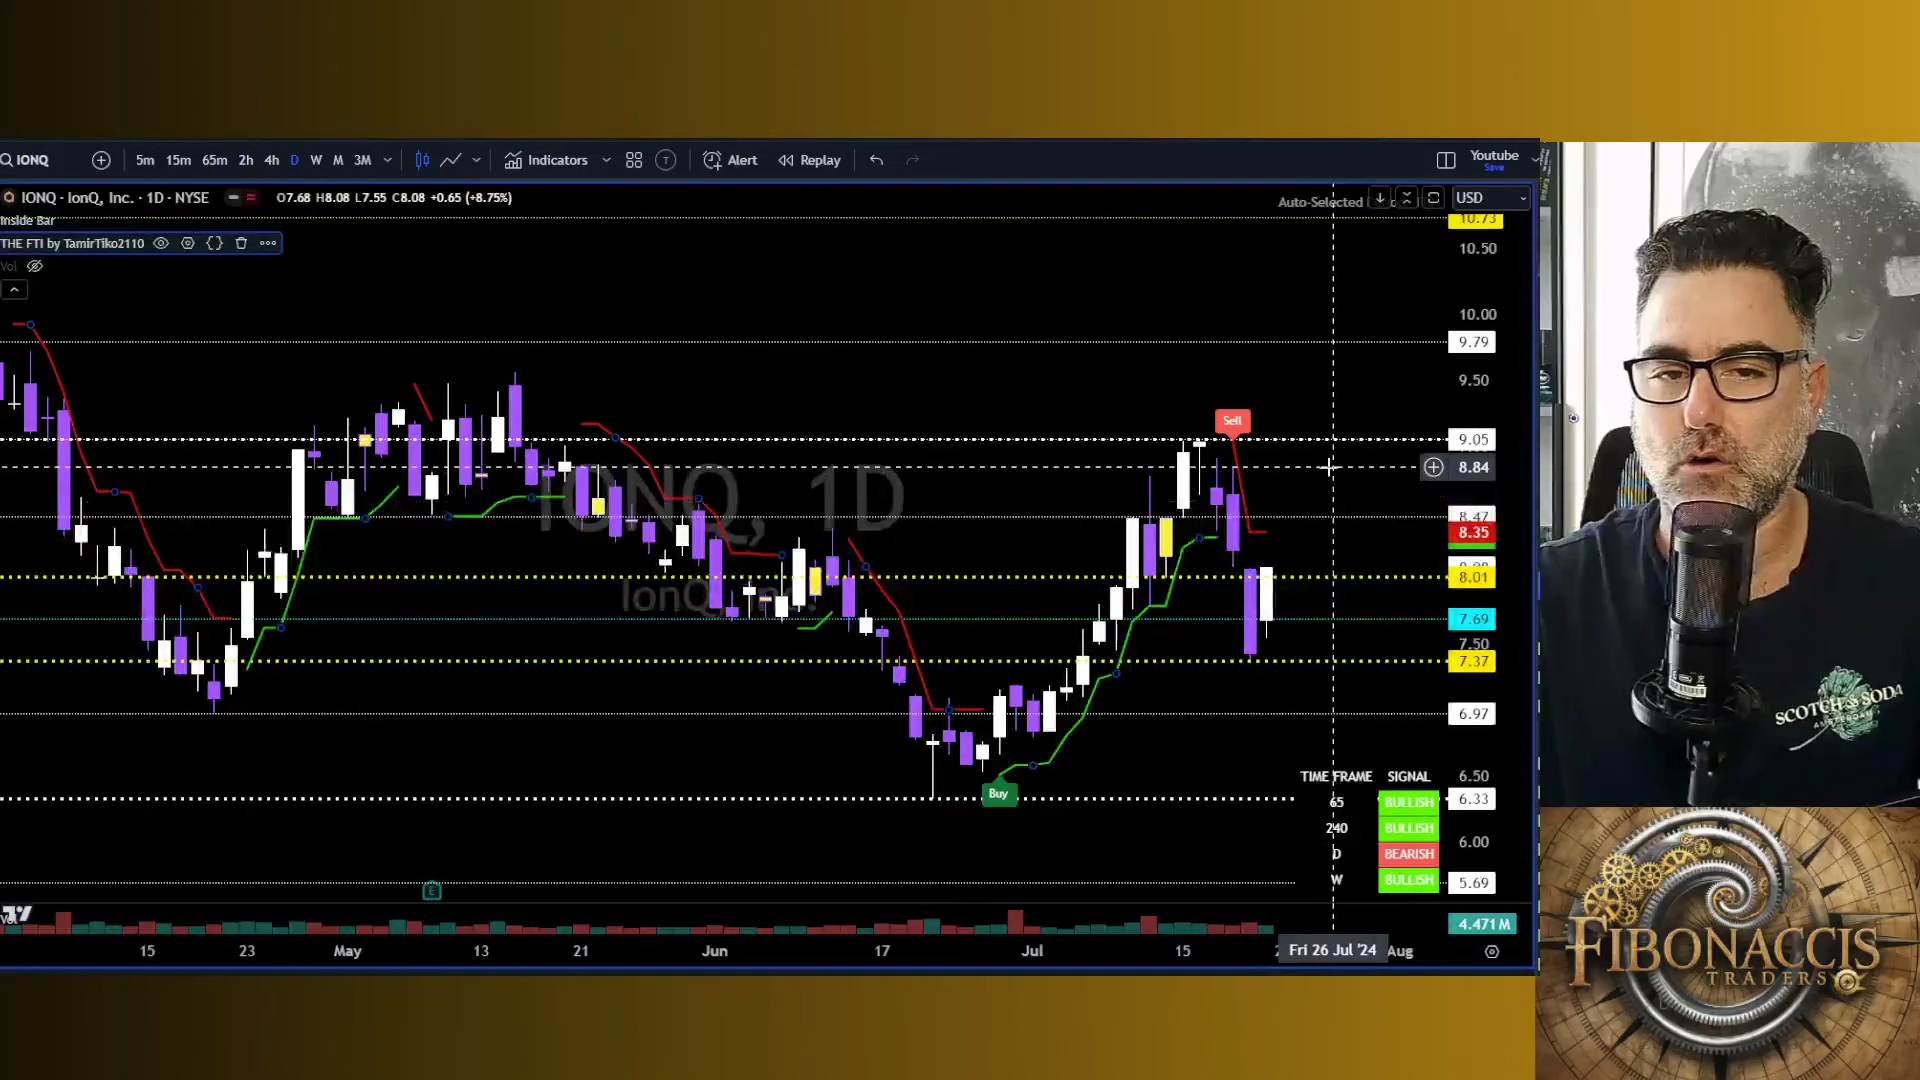 IONQ
5m 15m 65m 2h 4h D W M 3M
Indicators
Alert
Replay
Youtube
Save
IONQ · IonQ, Inc. · 1D · NYSE
O7.68 H8.08 L7.55 C8.08 +0.65 (+8.75%)
Auto-Selected
USD
Inside Bar
THE FTI by TamirTiko2110
Vol
10.73
10.50
10.00
9.79
9.50
9.05
8.84
8.47
8.35
8.01
7.69
7.50
7.37
6.97
6.50
6.33
6.00
5.69
4.471 M
Sell
Buy
IONQ, 1D
IonQ, Inc.
TIME FRAME SIGNAL
65 BULLISH
240 BULLISH
D BEARISH
W BULLISH
E
15 23 May 13 21 Jun 17 Jul 15 Fri 26 Jul '24 Aug
SCOTCH & SODA
FIBONACCIS
TRADERS